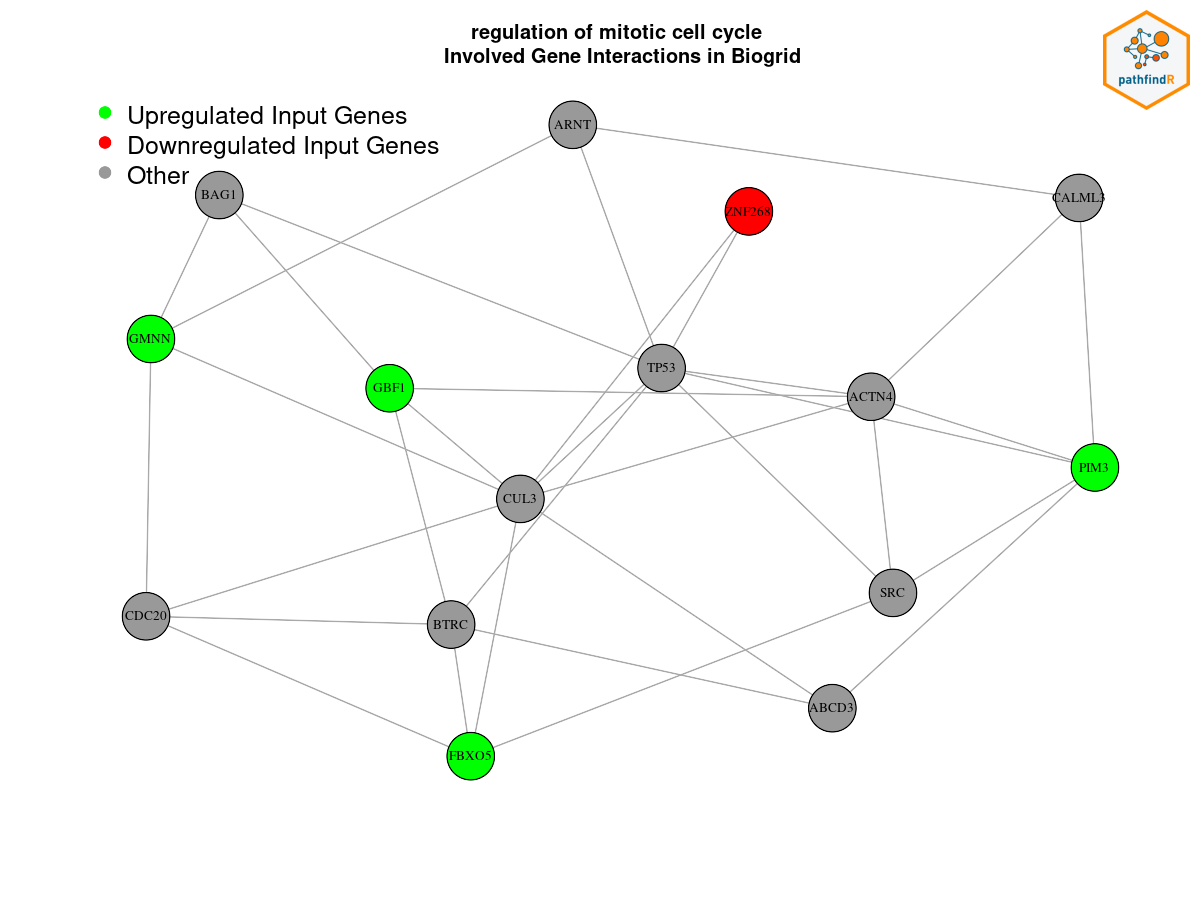 regulation of mitotic cell cycle
Involved Gene Interactions in Biogrid
pathfindR
Upregulated Input Genes
Downregulated Input Genes
Other
ARNT
BAG1
CALML3
ZNF268
GMNN
TP53
GBF1
ACTN4
PIM3
CUL3
SRC
CDC20
BTRC
ABCD3
FBXO5